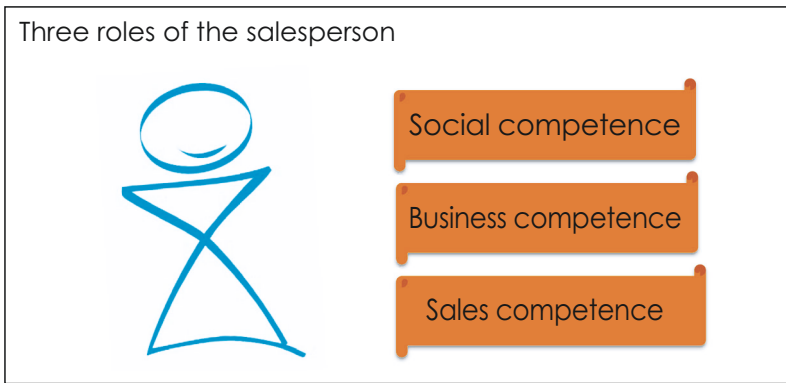 Three roles of the salesperson
Social competence
Business competence
Sales competence